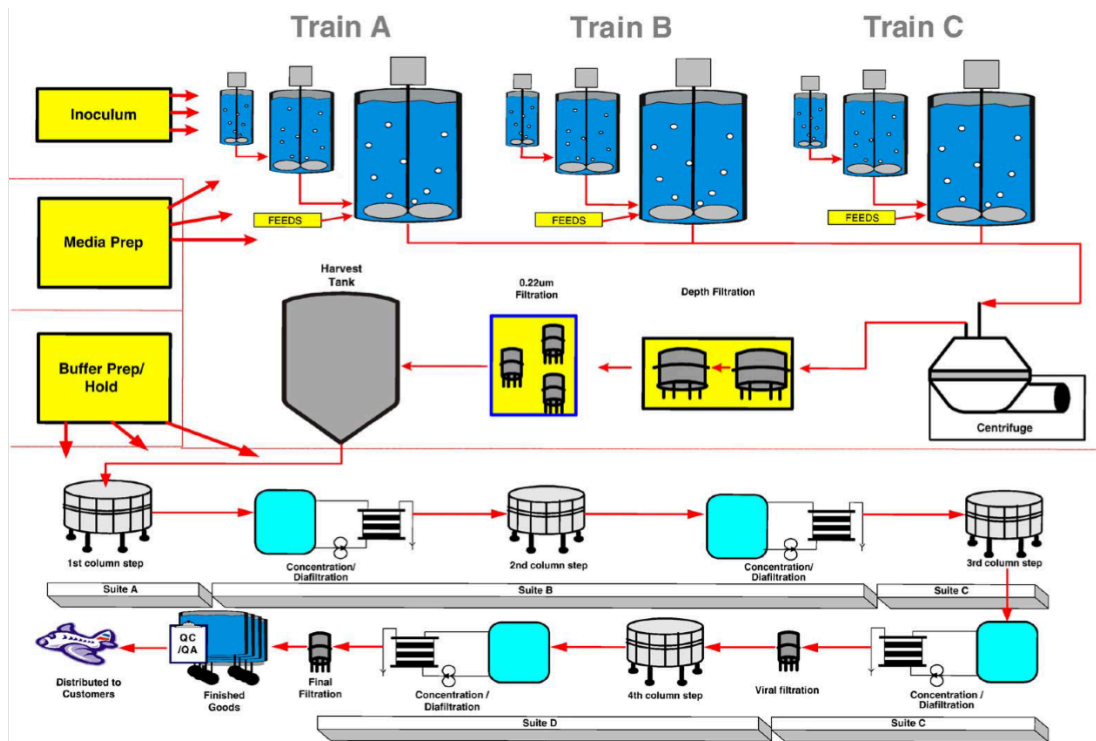 Train A
Train B
Train C
Inoculum
Media Prep
FEEDS
FEEDS
FEEDS
Harvest
Tank
0.22um
Filtration
Depth Filtration
Buffer Prep/
Hold
Centrifuge
1st column step
Concentration/
Diafiltration
2nd column step
Concentration/
Diafiltration
3rd column step
Suite A
Suite B
Suite C
QC
/QA
Distributed to
Customers
Finished
Goods
Final
Filtration
Concentration /
Diafiltration
4th column step
Viral filtration
Concentration /
Diafiltration
Suite D
Suite C